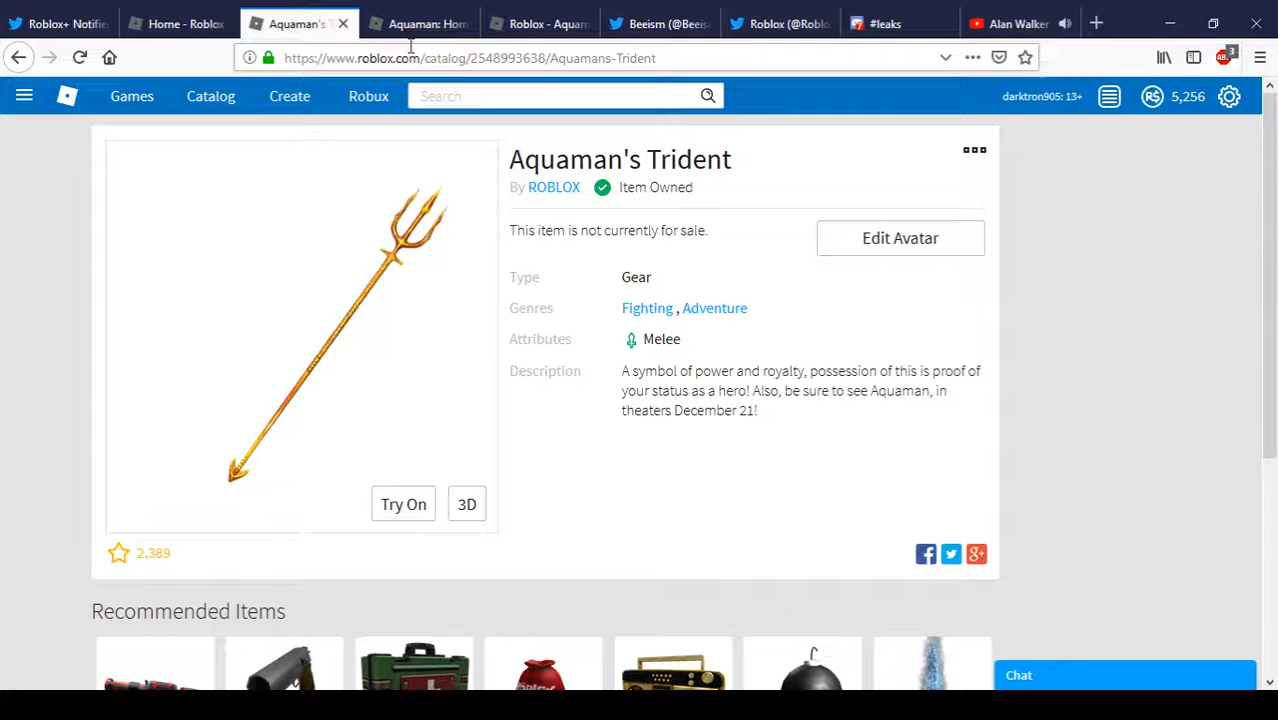 Roblox+ Notifie
Home - Roblox
Aquaman's T
Aquaman: Hom
Roblox - Aquam
Beeism (@Beeis
Roblox (@Roblo
#leaks
Alan Walker
https://www.roblox.com/catalog/2548993638/Aquamans-Trident
3
Games
Catalog
Create
Robux
Search
darktron905: 13+
R$
5,256
Aquaman's Trident
By ROBLOX
Item Owned
This item is not currently for sale.
Edit Avatar
Type
Gear
Genres
Fighting , Adventure
Attributes
Melee
Description
A symbol of power and royalty, possession of this is proof of
your status as a hero! Also, be sure to see Aquaman, in
theaters December 21!
Try On
3D
2,389
Recommended Items
Chat